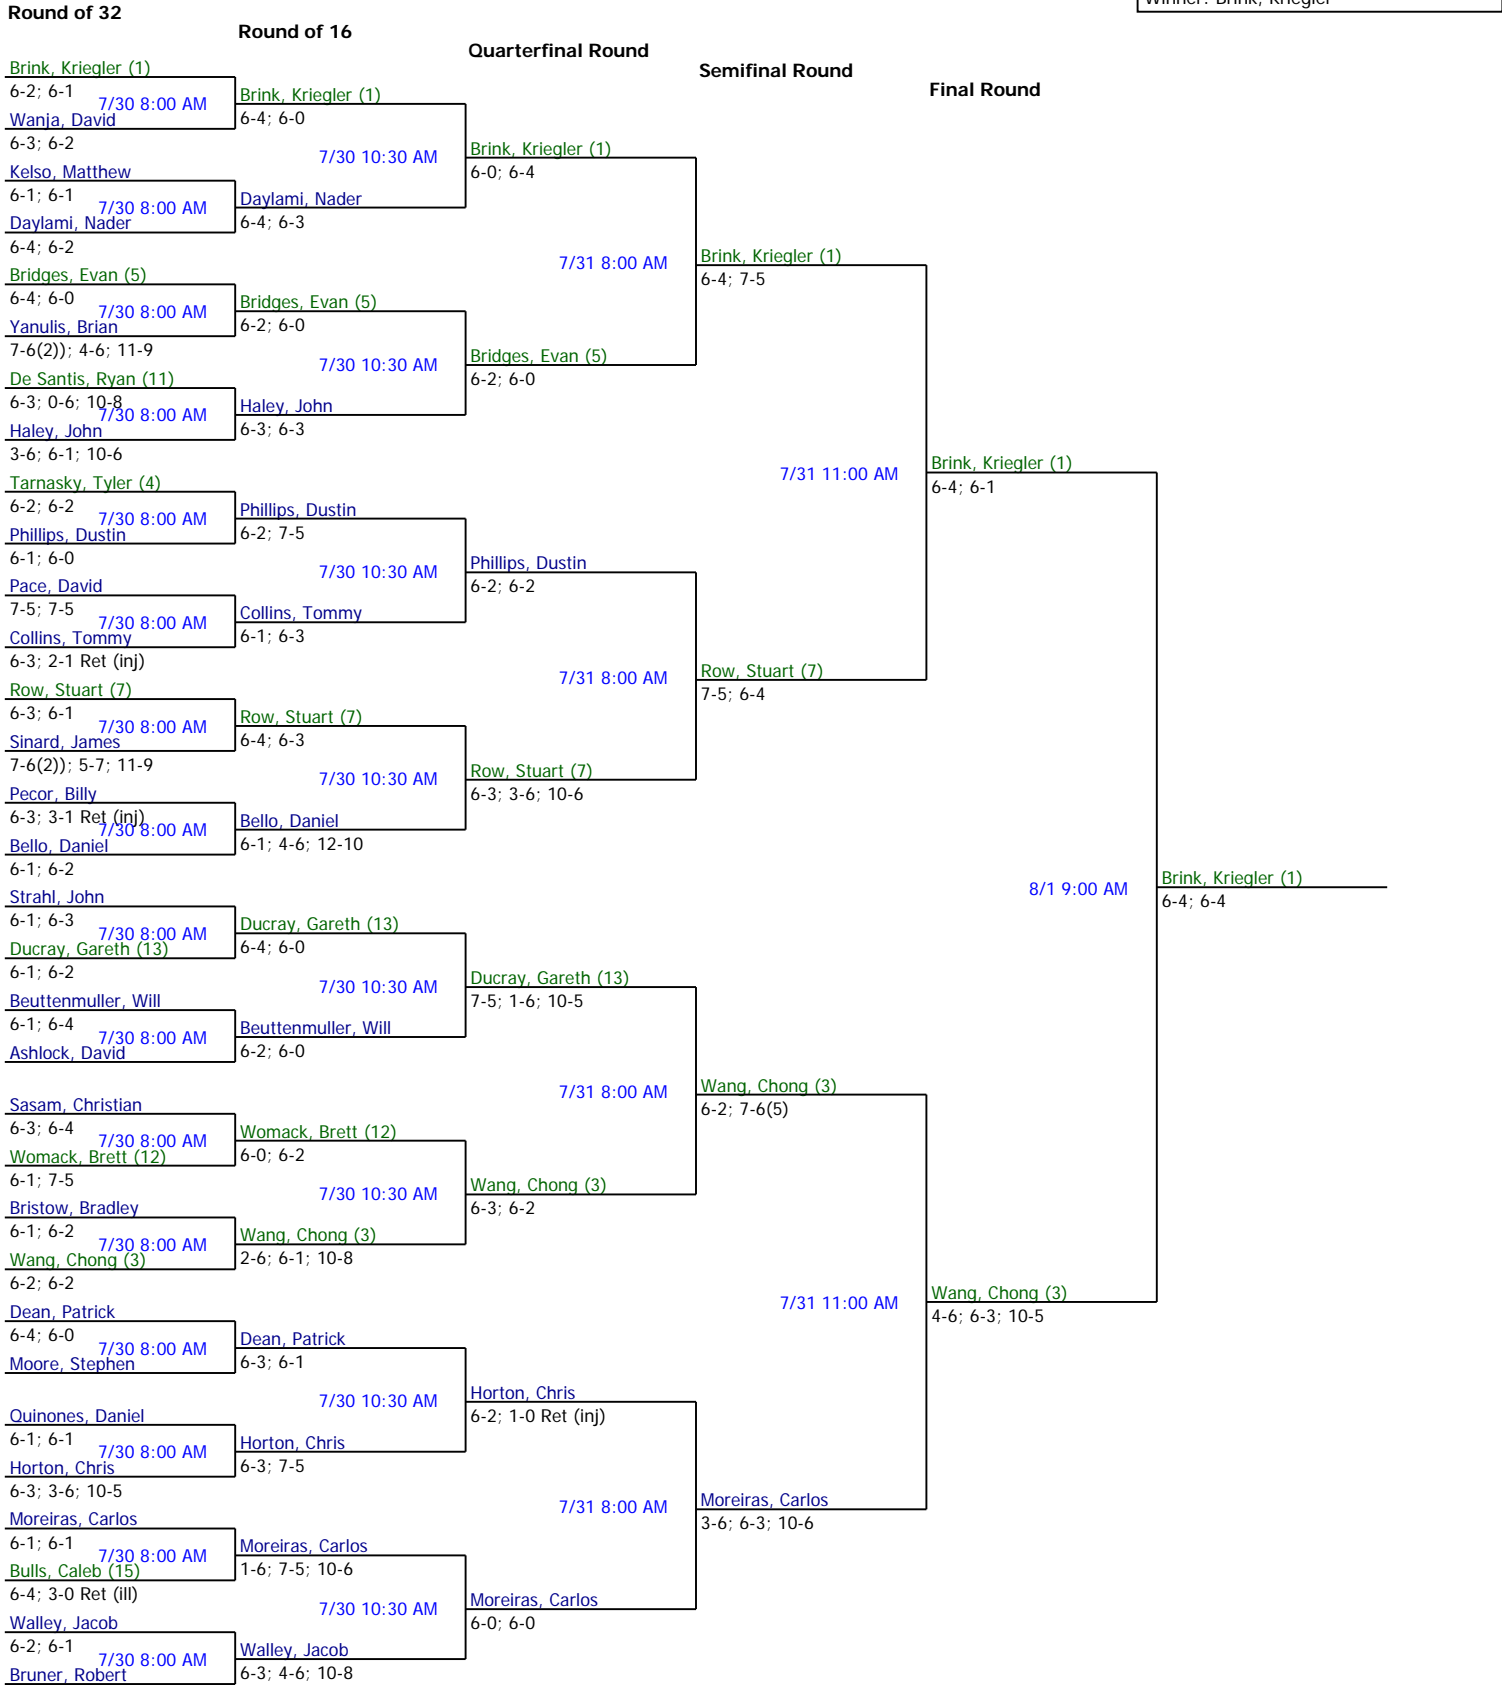 Winner: Brink, Kriegler
Round of 32
Round of 16
Quarterfinal Round
Semifinal Round
Final Round
Brink, Kriegler (1)
6-2; 6-1
7/30 8:00 AM
Wanja, David
6-3; 6-2
Kelso, Matthew
6-1; 6-1
7/30 8:00 AM
Daylami, Nader
6-4; 6-2
Bridges, Evan (5)
6-4; 6-0
7/30 8:00 AM
Yanulis, Brian
7-6(2)); 4-6; 11-9
De Santis, Ryan (11)
6-3; 0-6; 10-8
7/30 8:00 AM
Haley, John
3-6; 6-1; 10-6
Tarnasky, Tyler (4)
6-2; 6-2
7/30 8:00 AM
Phillips, Dustin
6-1; 6-0
Pace, David
7-5; 7-5
7/30 8:00 AM
Collins, Tommy
6-3; 2-1 Ret (inj)
Row, Stuart (7)
6-3; 6-1
7/30 8:00 AM
Sinard, James
7-6(2)); 5-7; 11-9
Pecor, Billy
6-3; 3-1 Ret (inj)
7/30 8:00 AM
Bello, Daniel
6-1; 6-2
Strahl, John
6-1; 6-3
7/30 8:00 AM
Ducray, Gareth (13)
6-1; 6-2
Beuttenmuller, Will
6-1; 6-4
7/30 8:00 AM
Ashlock, David
Sasam, Christian
6-3; 6-4
7/30 8:00 AM
Womack, Brett (12)
6-1; 7-5
Bristow, Bradley
6-1; 6-2
7/30 8:00 AM
Wang, Chong (3)
6-2; 6-2
Dean, Patrick
6-4; 6-0
7/30 8:00 AM
Moore, Stephen
Quinones, Daniel
6-1; 6-1
7/30 8:00 AM
Horton, Chris
6-3; 3-6; 10-5
Moreiras, Carlos
6-1; 6-1
7/30 8:00 AM
Bulls, Caleb (15)
6-4; 3-0 Ret (ill)
Walley, Jacob
6-2; 6-1
7/30 8:00 AM
Bruner, Robert
Brink, Kriegler (1)
6-4; 6-0
7/30 10:30 AM
Daylami, Nader
6-4; 6-3
Bridges, Evan (5)
6-2; 6-0
7/30 10:30 AM
Haley, John
6-3; 6-3
Phillips, Dustin
6-2; 7-5
7/30 10:30 AM
Collins, Tommy
6-1; 6-3
Row, Stuart (7)
6-4; 6-3
7/30 10:30 AM
Bello, Daniel
6-1; 4-6; 12-10
Ducray, Gareth (13)
6-4; 6-0
7/30 10:30 AM
Beuttenmuller, Will
6-2; 6-0
Womack, Brett (12)
6-0; 6-2
7/30 10:30 AM
Wang, Chong (3)
2-6; 6-1; 10-8
Dean, Patrick
6-3; 6-1
7/30 10:30 AM
Horton, Chris
6-3; 7-5
Moreiras, Carlos
1-6; 7-5; 10-6
7/30 10:30 AM
Walley, Jacob
6-3; 4-6; 10-8
Brink, Kriegler (1)
6-0; 6-4
7/31 8:00 AM
Bridges, Evan (5)
6-2; 6-0
Phillips, Dustin
6-2; 6-2
7/31 8:00 AM
Row, Stuart (7)
6-3; 3-6; 10-6
Ducray, Gareth (13)
7-5; 1-6; 10-5
7/31 8:00 AM
Wang, Chong (3)
6-3; 6-2
Horton, Chris
6-2; 1-0 Ret (inj)
7/31 8:00 AM
Moreiras, Carlos
6-0; 6-0
Brink, Kriegler (1)
6-4; 7-5
7/31 11:00 AM
Row, Stuart (7)
7-5; 6-4
Wang, Chong (3)
6-2; 7-6(5)
7/31 11:00 AM
Moreiras, Carlos
3-6; 6-3; 10-6
Brink, Kriegler (1)
6-4; 6-1
8/1 9:00 AM
Wang, Chong (3)
4-6; 6-3; 10-5
Brink, Kriegler (1)
6-4; 6-4